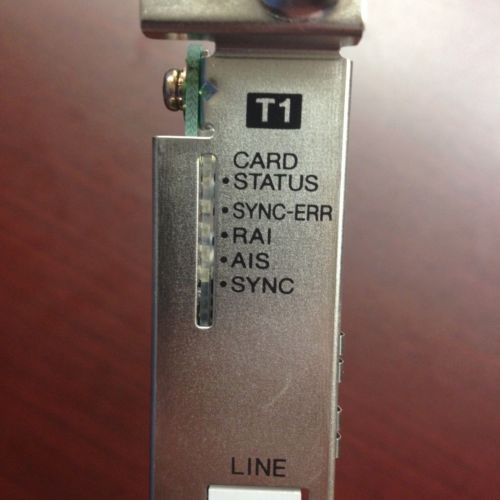 T1
CARD
•STATUS
•SYNC-ERR
•RAI
•AIS
•SYNC
LINE